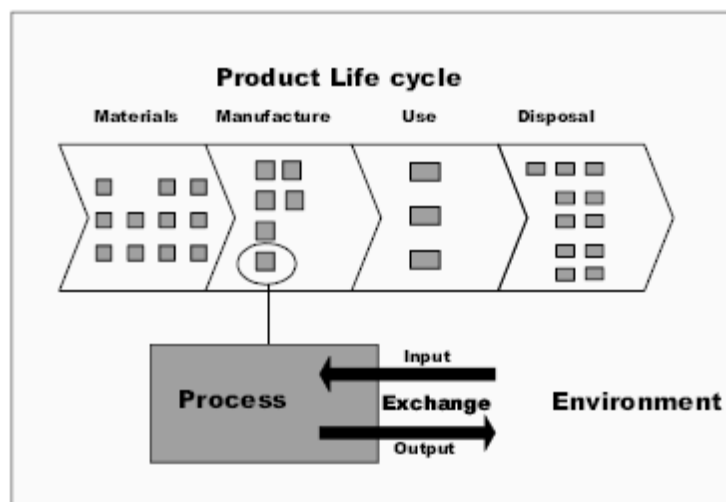 Product Life cycle
Materials Manufacture Use Disposal
Input
Process Exchange Environment
Output